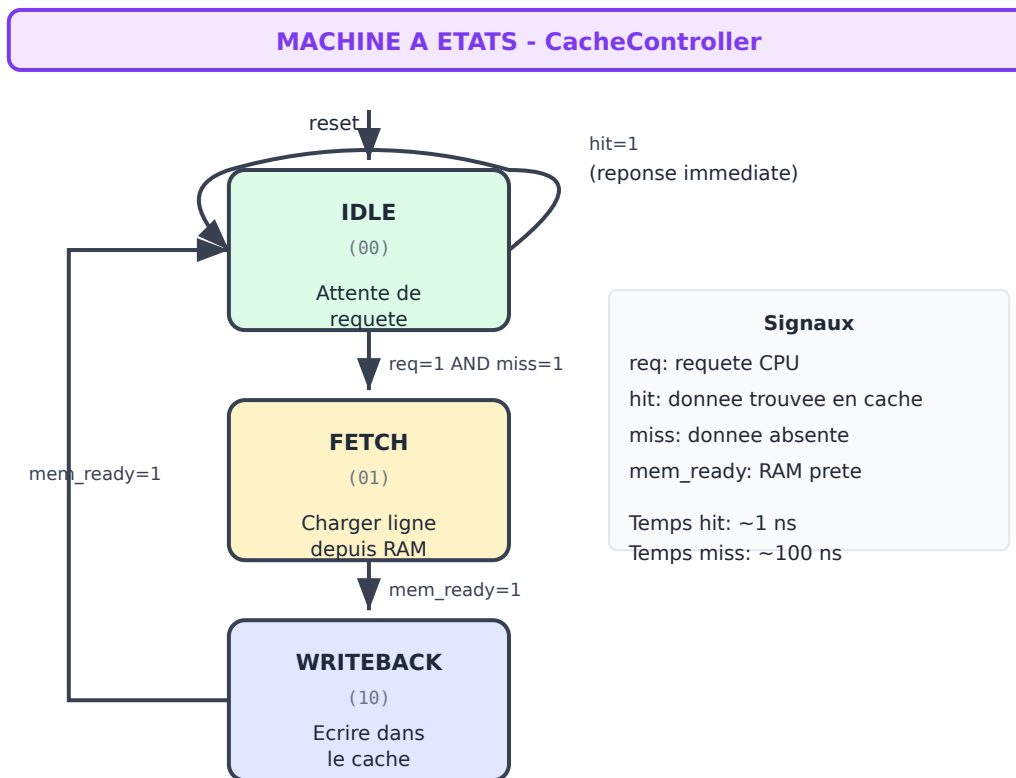 MACHINE A ETATS - CacheController
reset
hit=1
(reponse immediate)
IDLE
(00)
Attente de
requete
req=1 AND miss=1
Signaux
req: requete CPU
hit: donnee trouvee en cache
miss: donnee absente
mem_ready: RAM prete
Temps hit: ~1 ns
Temps miss: ~100 ns
FETCH
(01)
Charger ligne
depuis RAM
mem_ready=1
mem_ready=1
WRITEBACK
(10)
Ecrire dans
le cache